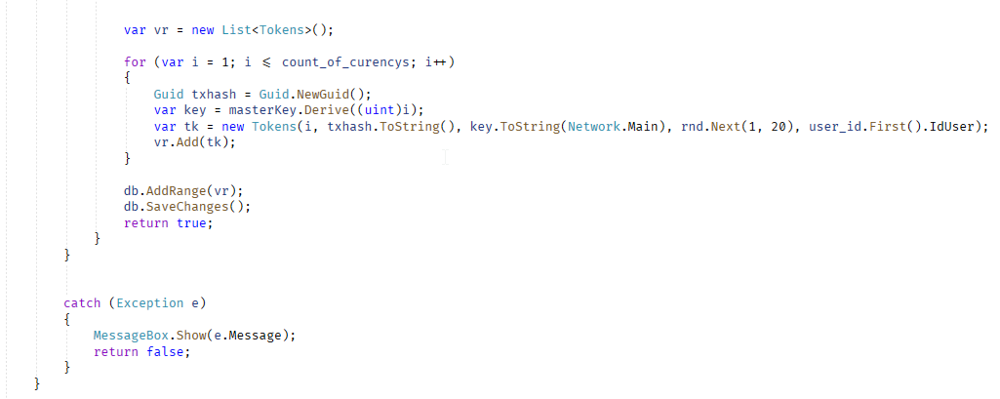 var vr = new List<Tokens>();
for (var i = 1; i <= count_of_curencys; i++)
{
Guid txhash = Guid.NewGuid();
var key = masterKey.Derive((uint)i);
var tk = new Tokens(i, txhash.ToString(), key.ToString(Network.Main), rnd.Next(1, 20), user_id.First().IdUser);
vr.Add(tk);
}
db.AddRange(vr);
db.SaveChanges();
return true;
}
}
catch (Exception e)
{
MessageBox.Show(e.Message);
return false;
}
}